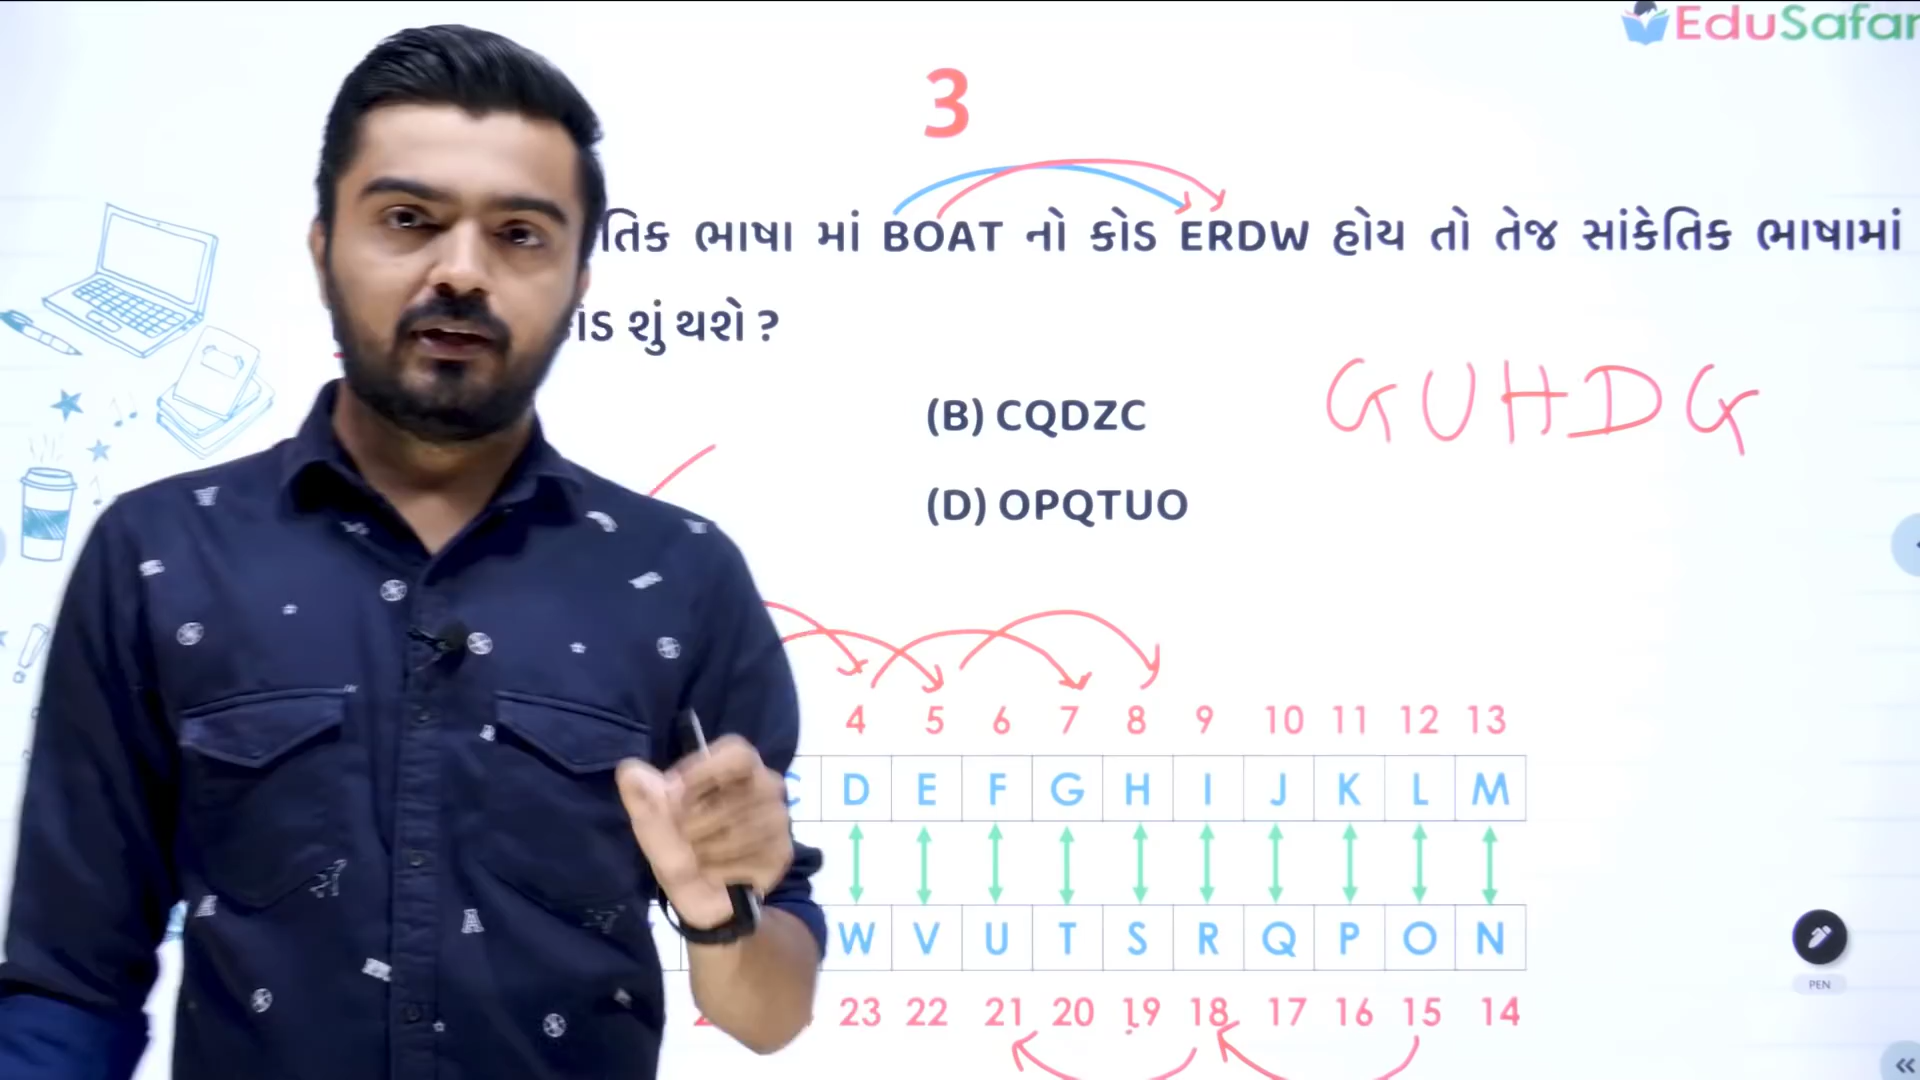 EduSafar
3
ભાષા માં BOAT નો કોડ ERDW હોય તો તેજ સાંકેતિક ભાષામાં
શું થશે ?
GUHDG
(B) CQDZC
(D) OPQTUO
4 5 6 7 8 9 10 11 12 13
D E F G H I J K L M
W V U T S R Q P O N
23 22 21 20 19 18 17 16 15 14
PEN